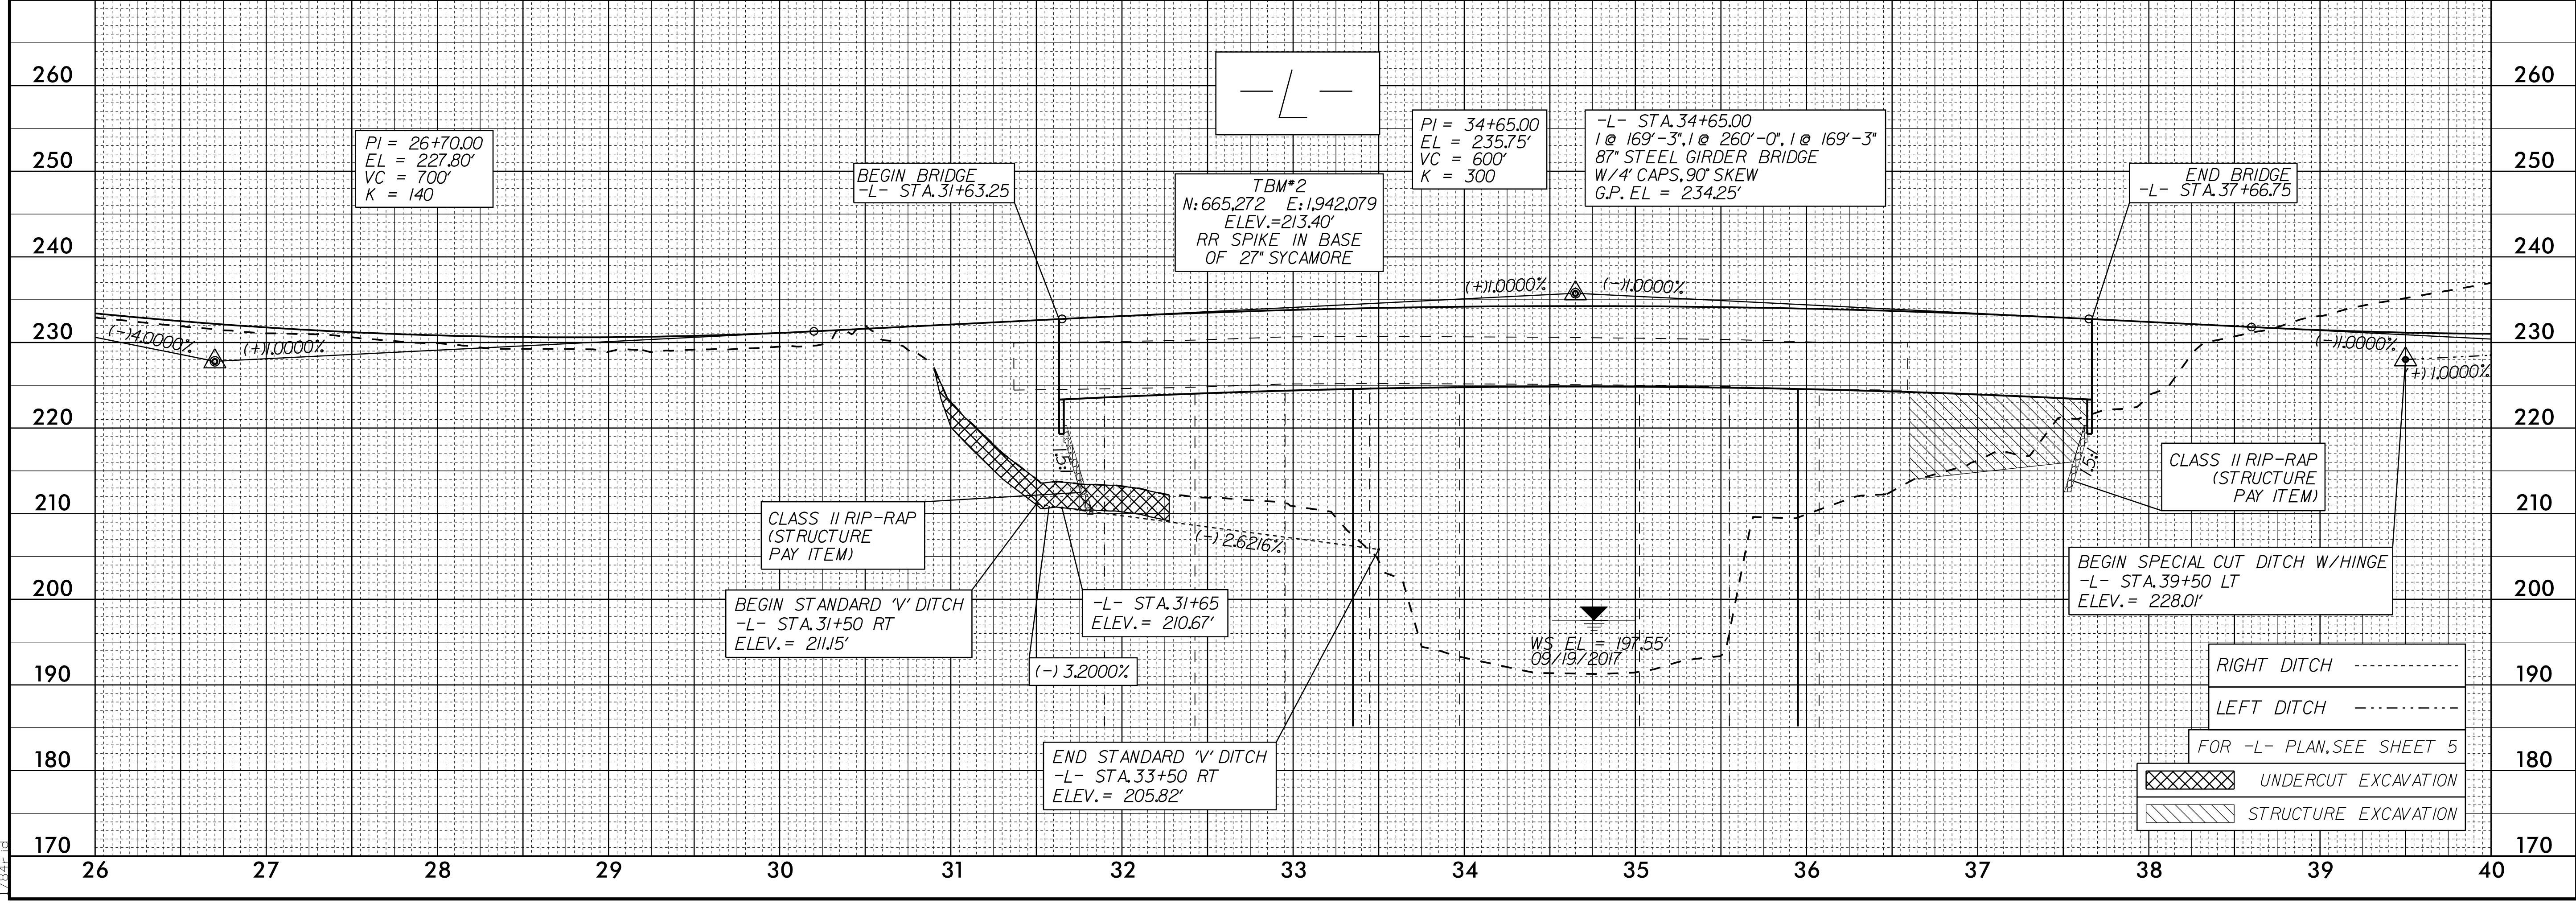 260
250
240
230
220
210
200
190
180
170
260
250
240
230
220
210
200
190
180
170
26 27 28 29 30 31 32 33 34 35 36 37 38 39 40
-L-
PI = 26+70.00
EL = 227.80'
VC = 700'
K = 140
BEGIN BRIDGE
-L- STA. 31+63.25
TBM#2
N: 665,272 E: 1,942,079
ELEV.=213.40'
RR SPIKE IN BASE
OF 27" SYCAMORE
PI = 34+65.00
EL = 235.75'
VC = 600'
K = 300
-L- STA. 34+65.00
1 @ 169'-3", 1 @ 260'-0", 1 @ 169'-3"
87" STEEL GIRDER BRIDGE
W/4' CAPS, 90° SKEW
G.P. EL = 234.25'
END BRIDGE
-L- STA. 37+66.75
(-)4.0000%
(+)1.0000%
(+)1.0000%
(-)1.0000%
(-)1.0000%
(+)1.0000%
1.5:1
1.5:1
CLASS II RIP-RAP
(STRUCTURE
PAY ITEM)
CLASS II RIP-RAP
(STRUCTURE
PAY ITEM)
(-) 2.6216%
BEGIN STANDARD 'V' DITCH
-L- STA. 31+50 RT
ELEV.= 211.15'
-L- STA. 31+65
ELEV.= 210.67'
(-) 3.2000%
END STANDARD 'V' DITCH
-L- STA. 33+50 RT
ELEV.= 205.82'
WS EL = 197.55'
09/19/2017
BEGIN SPECIAL CUT DITCH W/HINGE
-L- STA. 39+50 LT
ELEV.= 228.01'
RIGHT DITCH
LEFT DITCH
FOR -L- PLAN, SEE SHEET 5
UNDERCUT EXCAVATION
STRUCTURE EXCAVATION